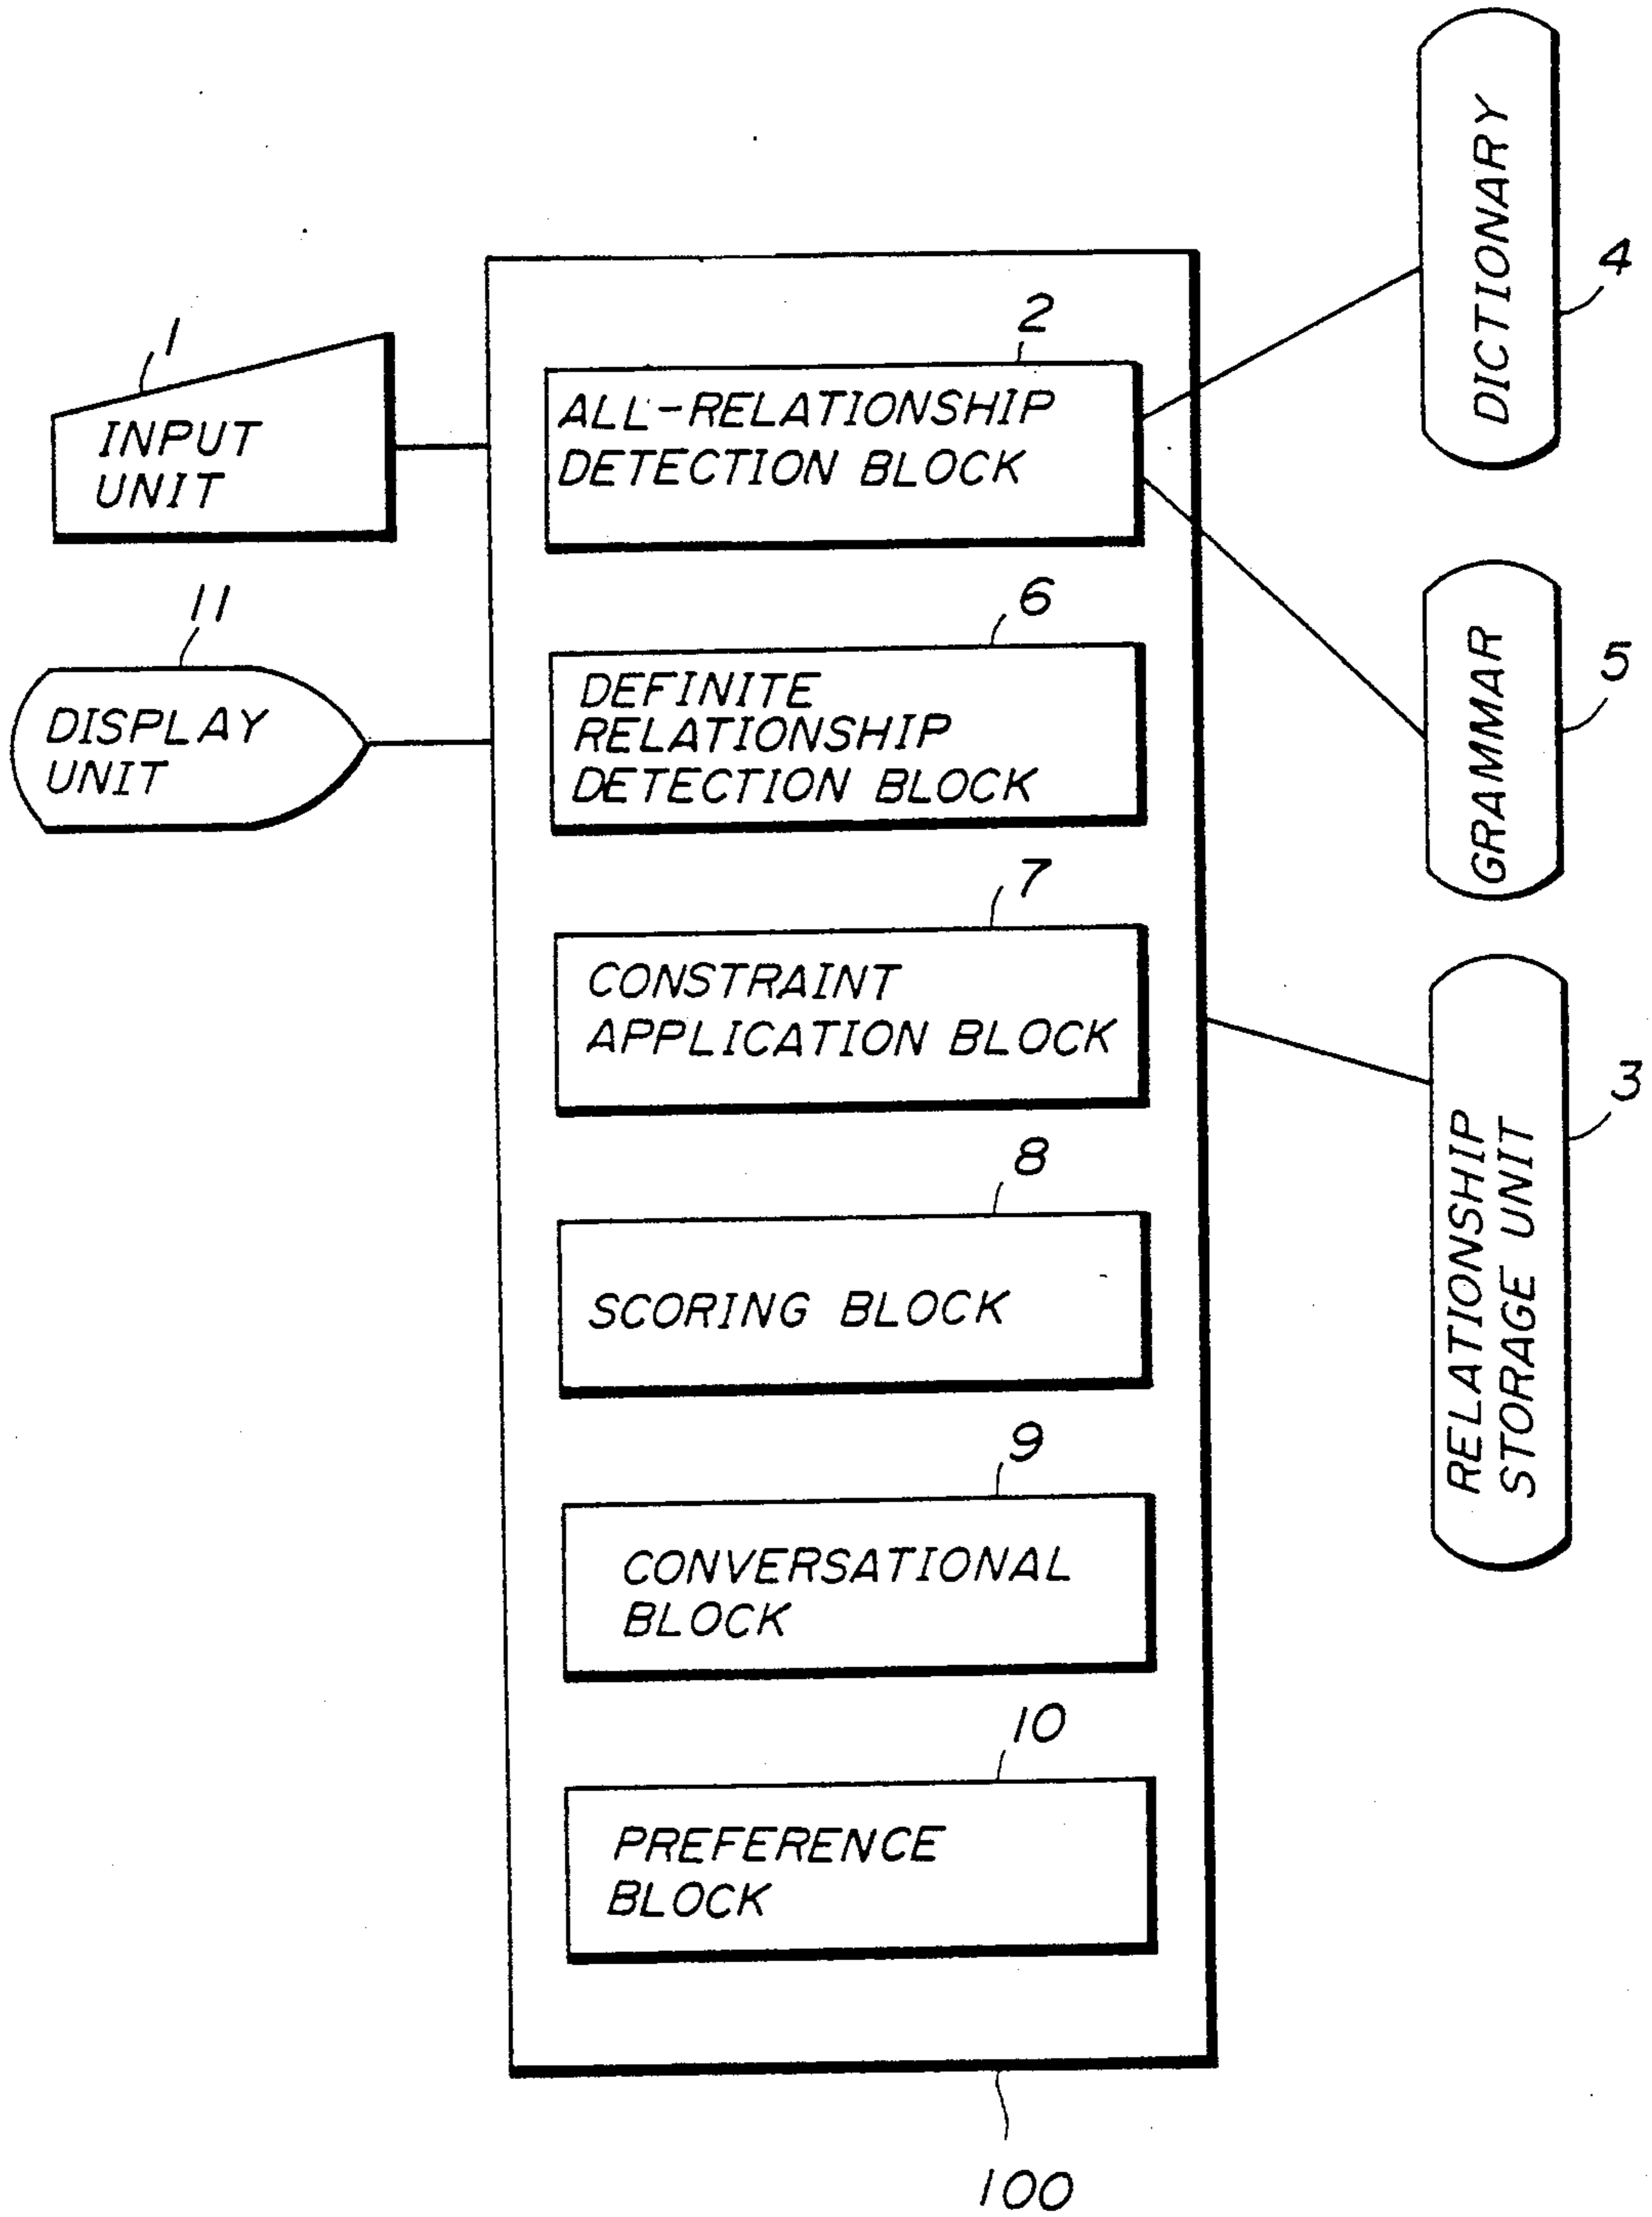 1
INPUT
UNIT
11
DISPLAY
UNIT
2
ALL-RELATIONSHIP
DETECTION BLOCK
6
DEFINITE
RELATIONSHIP
DETECTION BLOCK
7
CONSTRAINT
APPLICATION BLOCK
8
SCORING BLOCK
9
CONVERSATIONAL
BLOCK
10
PREFERENCE
BLOCK
100
DICTIONARY
4
GRAMMAR
5
RELATIONSHIP
STORAGE UNIT
3